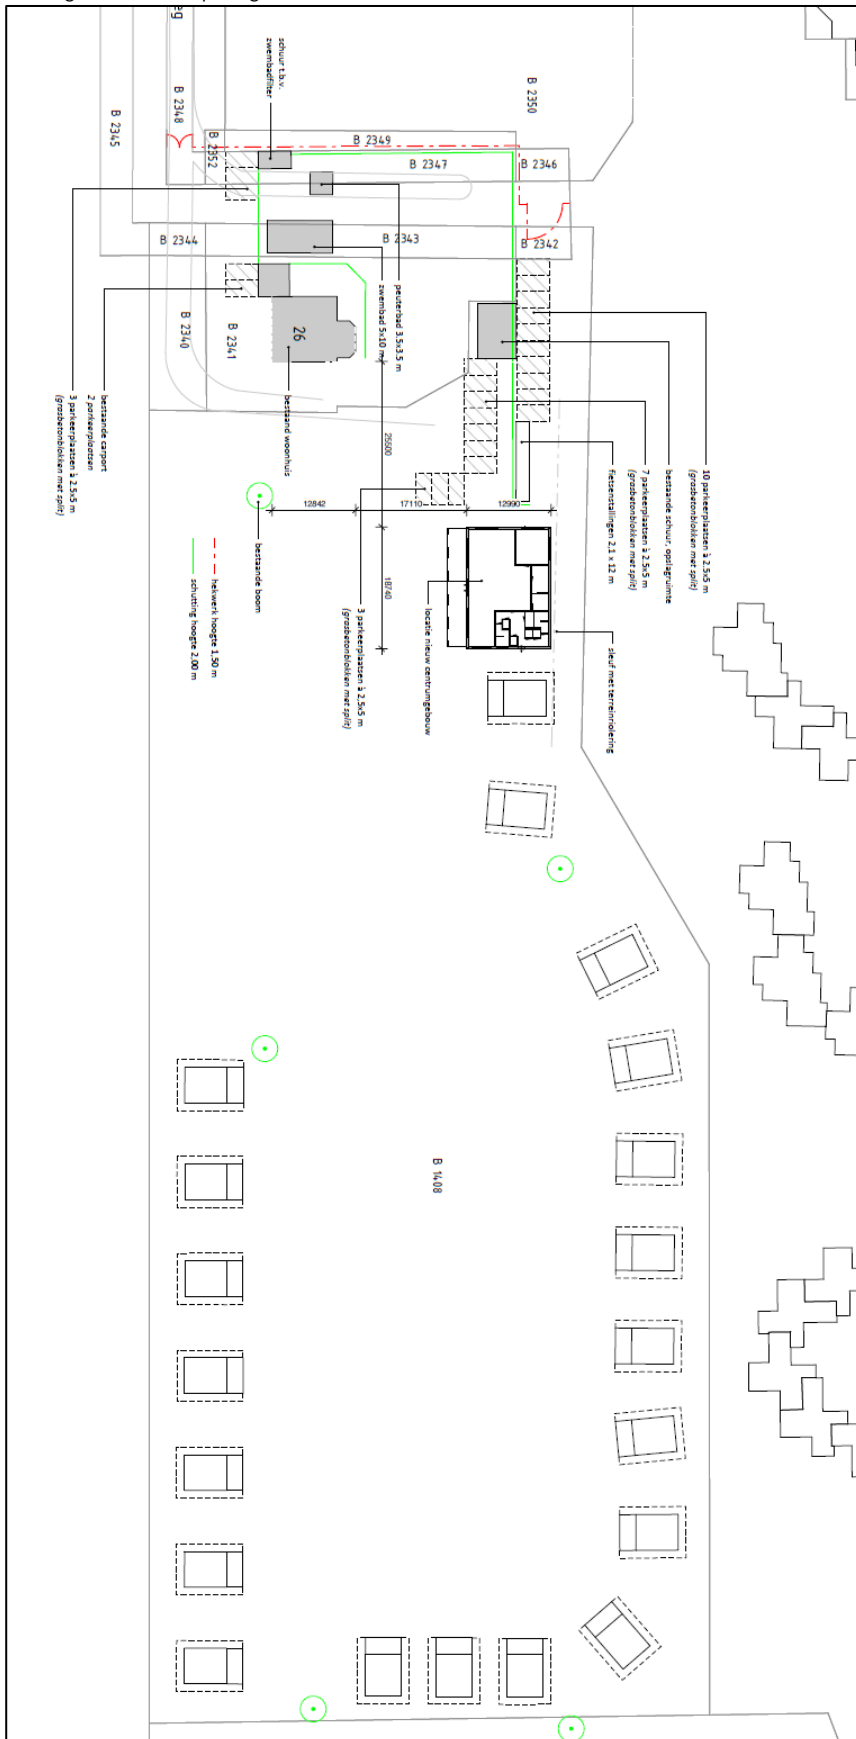 eg
B 2348
B 2345
B 2352
schuur t.b.v.
zwembadfilter
B 2349
B 2350
B 2347
B 2346
B 2344
B 2343
B 2342
B 2340
B 2341
26
peuterbad 3.5x3.5 m
zwembad 5x10 m
bestaand woonhuis
bestaande carport
2 parkeerplaatsen
3 parkeerplaatsen à 2.5x5 m
(grasbetonblokken met split)
10 parkeerplaatsen à 2.5x5 m
(grasbetonblokken met split)
bestaande schuur, opslagruimte
7 parkeerplaatsen à 2.5x5 m
(grasbetonblokken met split)
fietsenstallingen 2,1 x 12 m
25500
12842
17110
12990
18740
bestaande boom
hekwerk hoogte 1,50 m
schutting hoogte 2,00 m
3 parkeerplaatsen à 2,5x5 m
(grasbetonblokken met split)
locatie nieuw centrumgebouw
sleuf met terreinriolering
B 1408